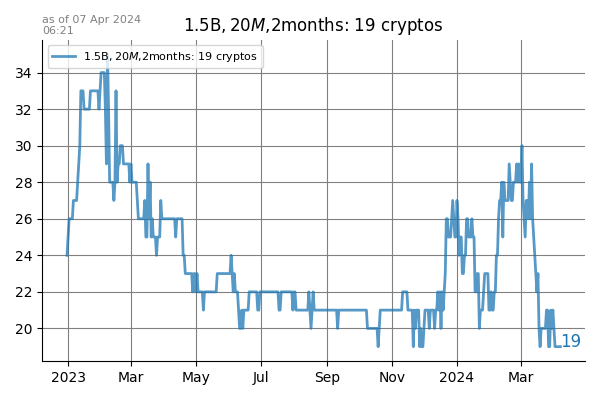 as of 07 Apr 2024
06:21
1.5B, 20M,2months: 19 cryptos
1.5B, 20M,2months: 19 cryptos
34
32
30
28
26
24
22
20
19
2023 Mar May Jul Sep Nov 2024 Mar